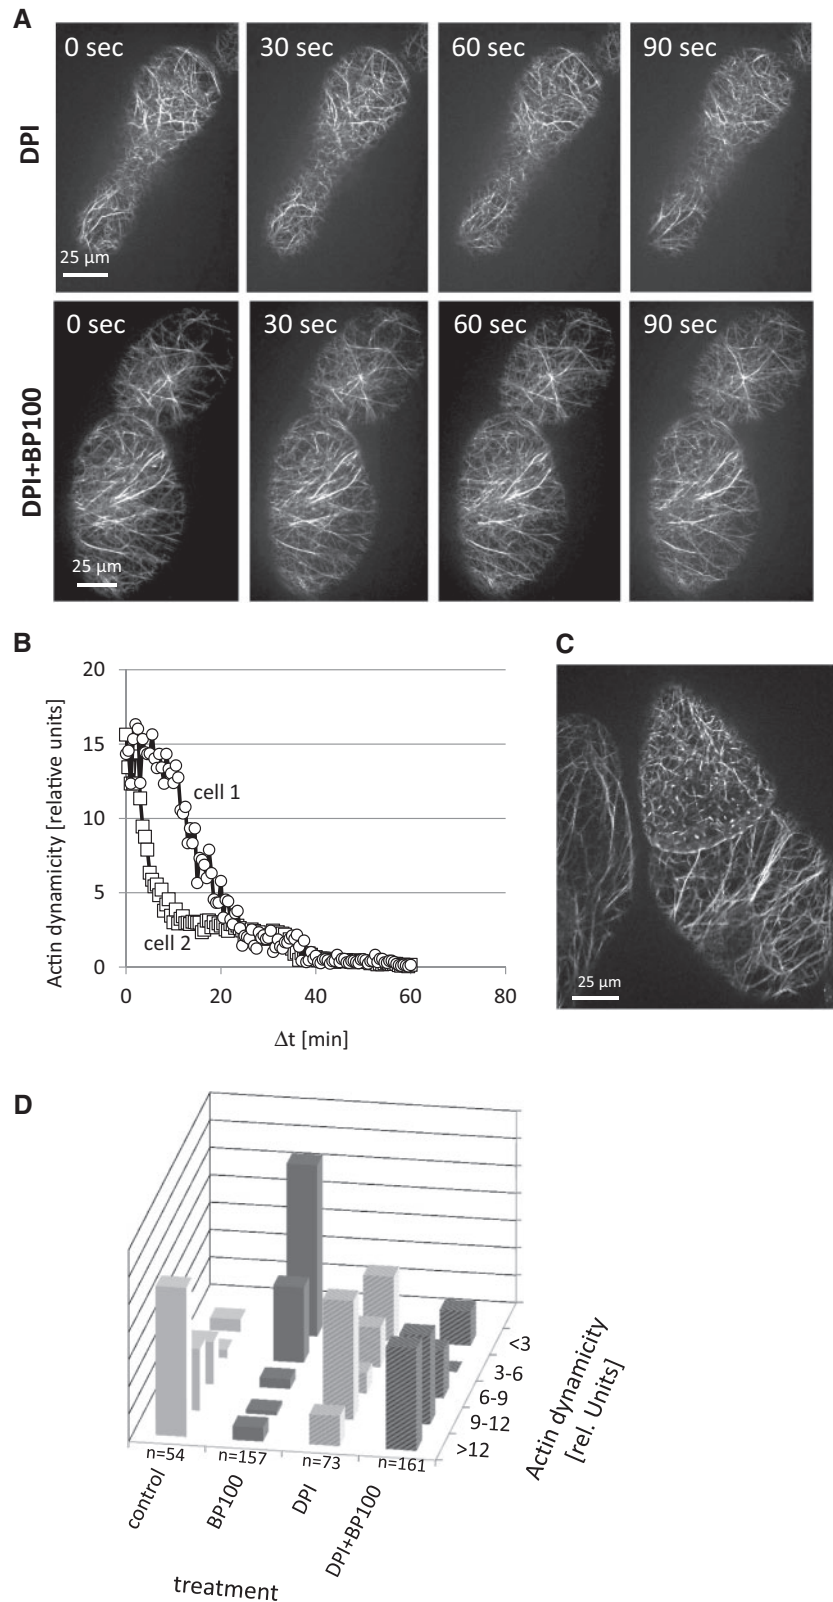 A
DPI
0 sec
30 sec
60 sec
90 sec
25 μm
DPI+BP100
0 sec
30 sec
60 sec
90 sec
25 μm
B
Actin dynamicity [relative units]
20
15
10
5
0
cell 1
cell 2
0
20
40
60
80
Δt [min]
C
25 μm
D
<3
3-6
6-9
9-12
>12
Actin dynamicity
[rel. Units]
n=54
n=157
n=73
n=161
control
BP100
DPI
DPI+BP100
treatment